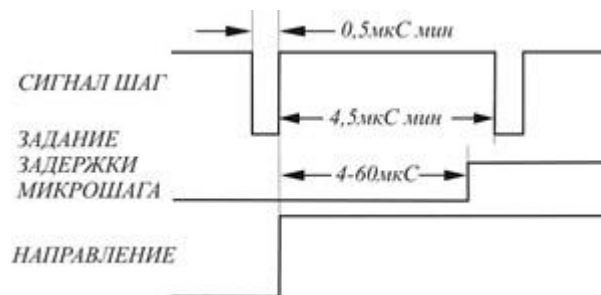 0,5мкС мин
СИГНАЛ ШАГ
4,5мкС мин
ЗАДАНИЕ
ЗАДЕРЖКИ
4-60мкС
МИКРОШАГА
НАПРАВЛЕНИЕ